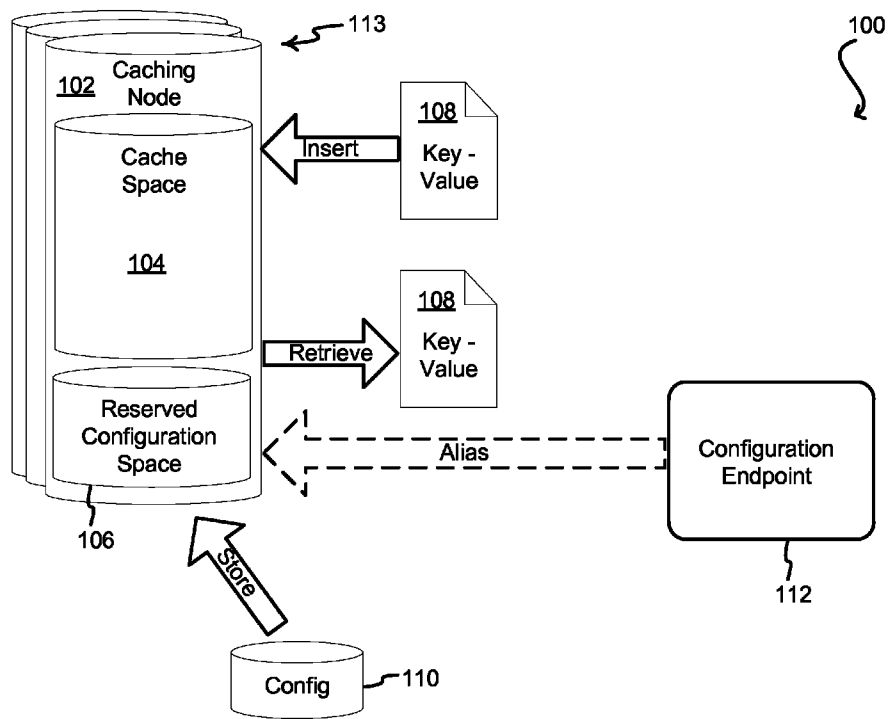 113
100
102
Caching
Node
Cache
Space
104
Insert
108
Key -
Value
Retrieve
108
Key -
Value
Reserved
Configuration
Space
106
Alias
Configuration
Endpoint
112
Store
Config
110